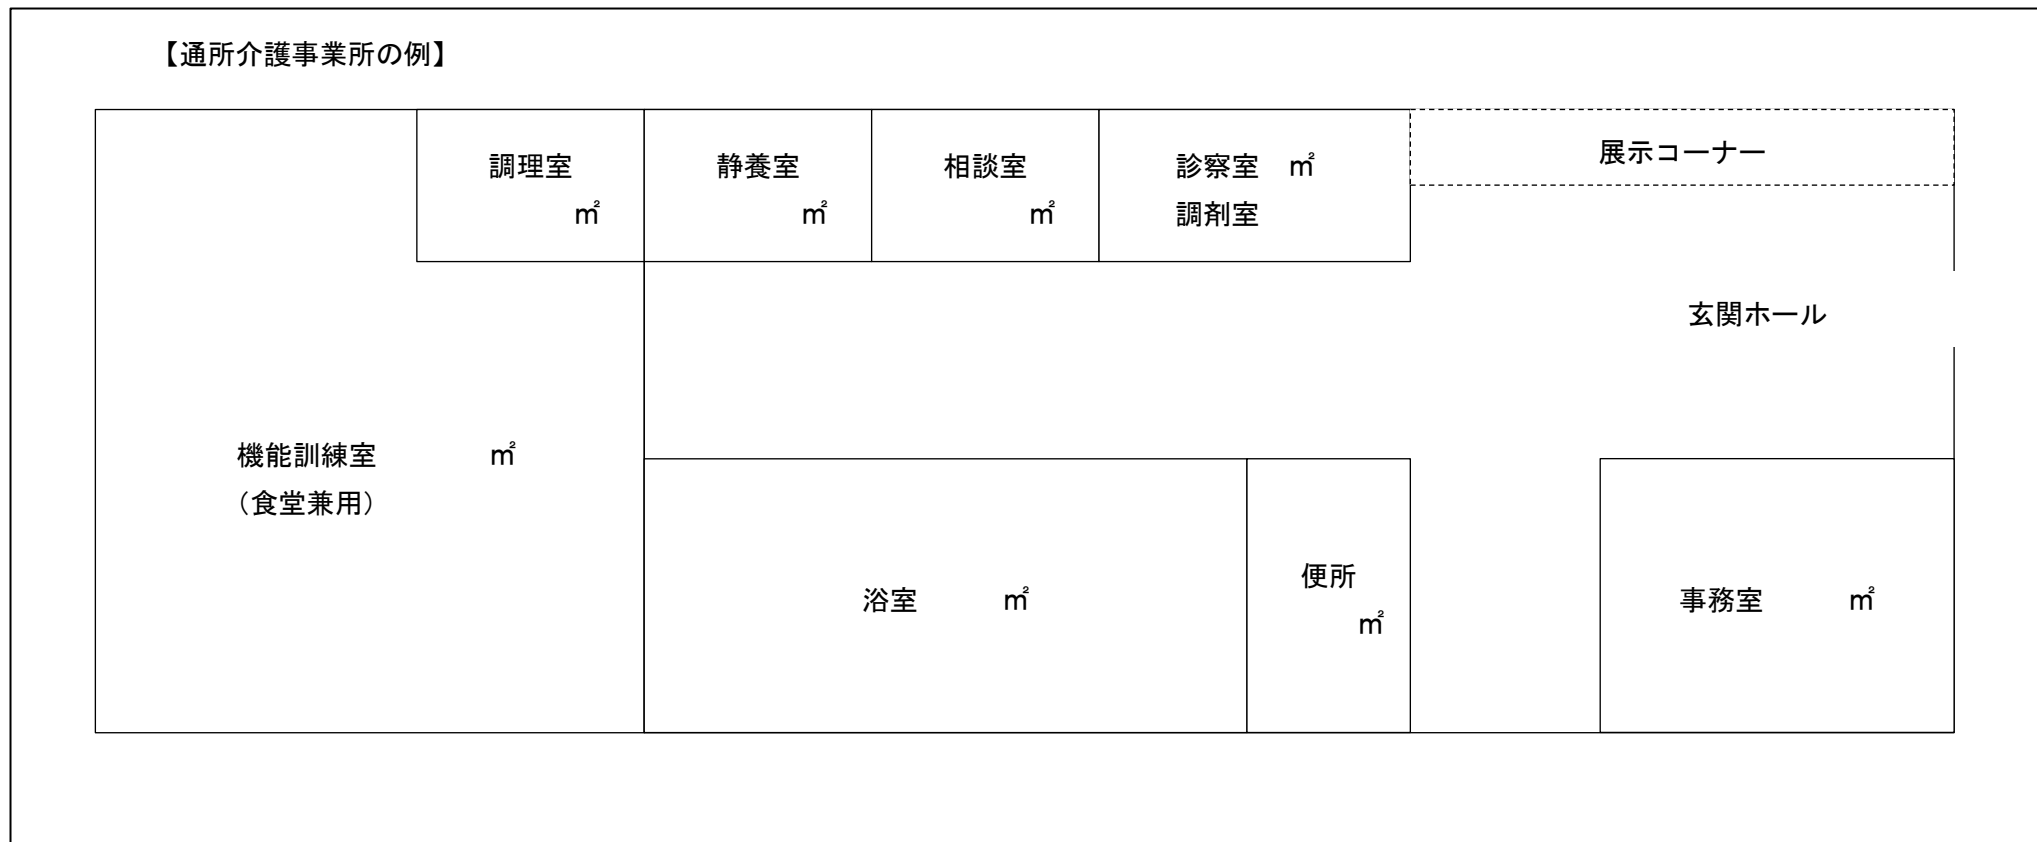 【通所介護事業所の例】
調理室
㎡
静養室
㎡
相談室
㎡
診察室 ㎡
調剤室
展示コーナー
玄関ホール
機能訓練室 ㎡
（食堂兼用）
浴室 ㎡
便所
㎡
事務室 ㎡